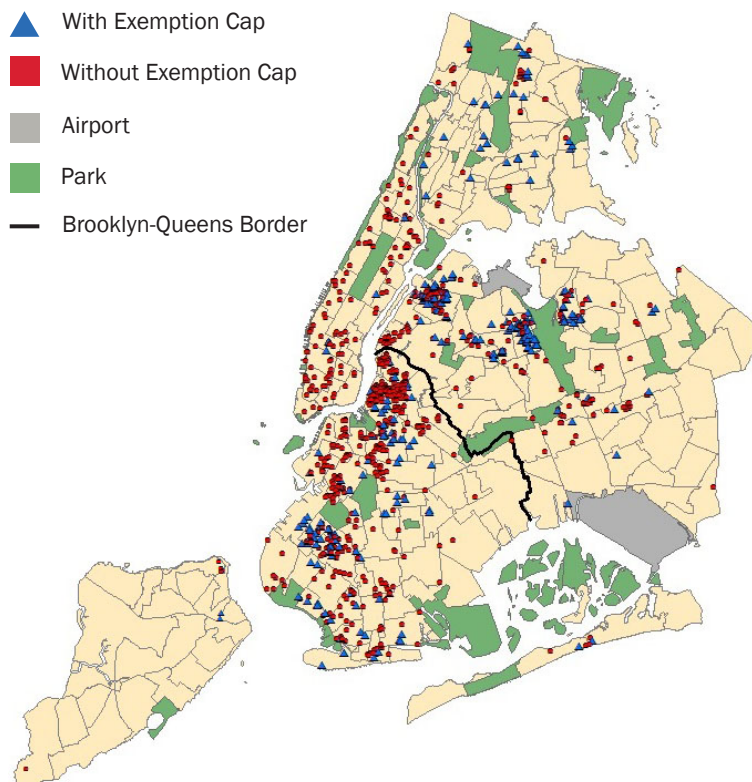 With Exemption Cap
Without Exemption Cap
Airport
Park
Brooklyn-Queens Border